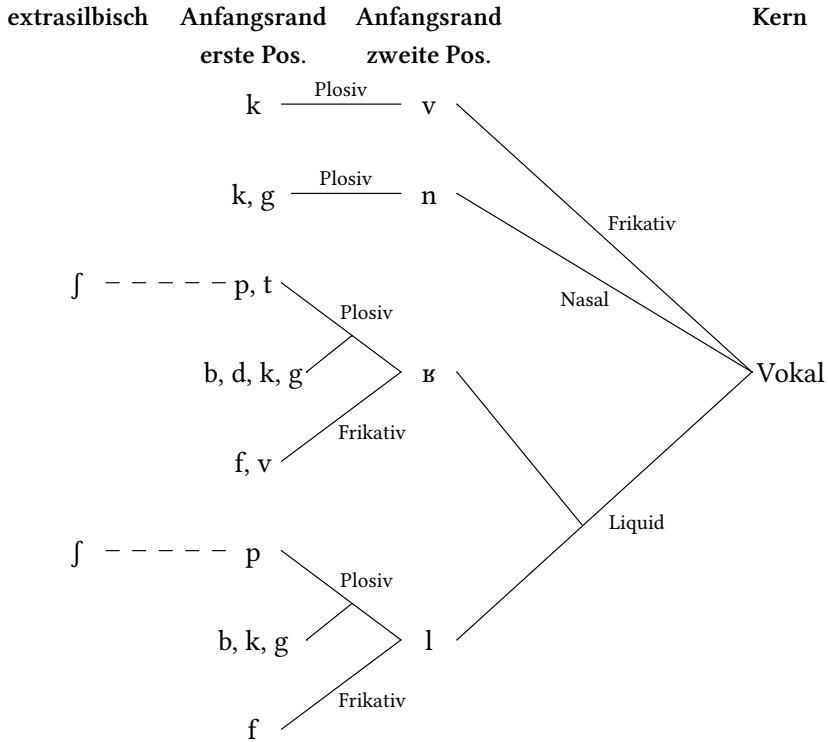 extrasilbisch Anfangsrand Anfangsrand Kern
erste Pos. zweite Pos.
k Plosiv v
k, g Plosiv n
Frikativ
ʃ p, t Nasal
Plosiv
b, d, k, g ʁ Vokal
Frikativ
f, v
Liquid
ʃ p
Plosiv
b, k, g l
Frikativ
f